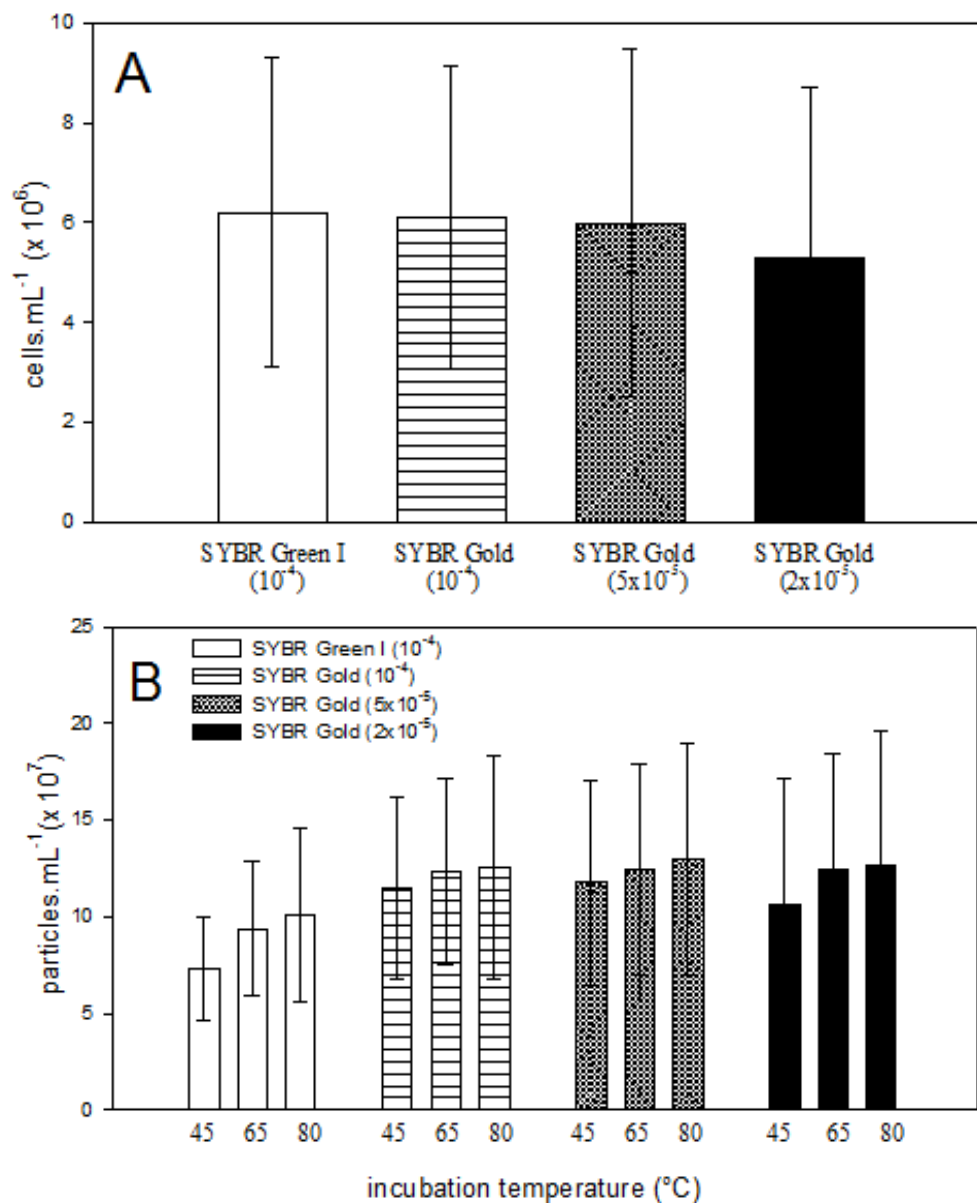 A
10
8
6
4
2
0
cells.mL⁻¹ (x 10⁶)
SYBR Green I SYBR Gold SYBR Gold SYBR Gold
(10⁻⁴) (10⁻⁴) (5x10⁻⁵) (2x10⁻⁵)
B
25
20
15
10
5
0
particles.mL⁻¹ (x 10⁷)
SYBR Green I (10⁻⁴)
SYBR Gold (10⁻⁴)
SYBR Gold (5x10⁻⁵)
SYBR Gold (2x10⁻⁵)
45 65 80 45 65 80 45 65 80 45 65 80
incubation temperature (°C)